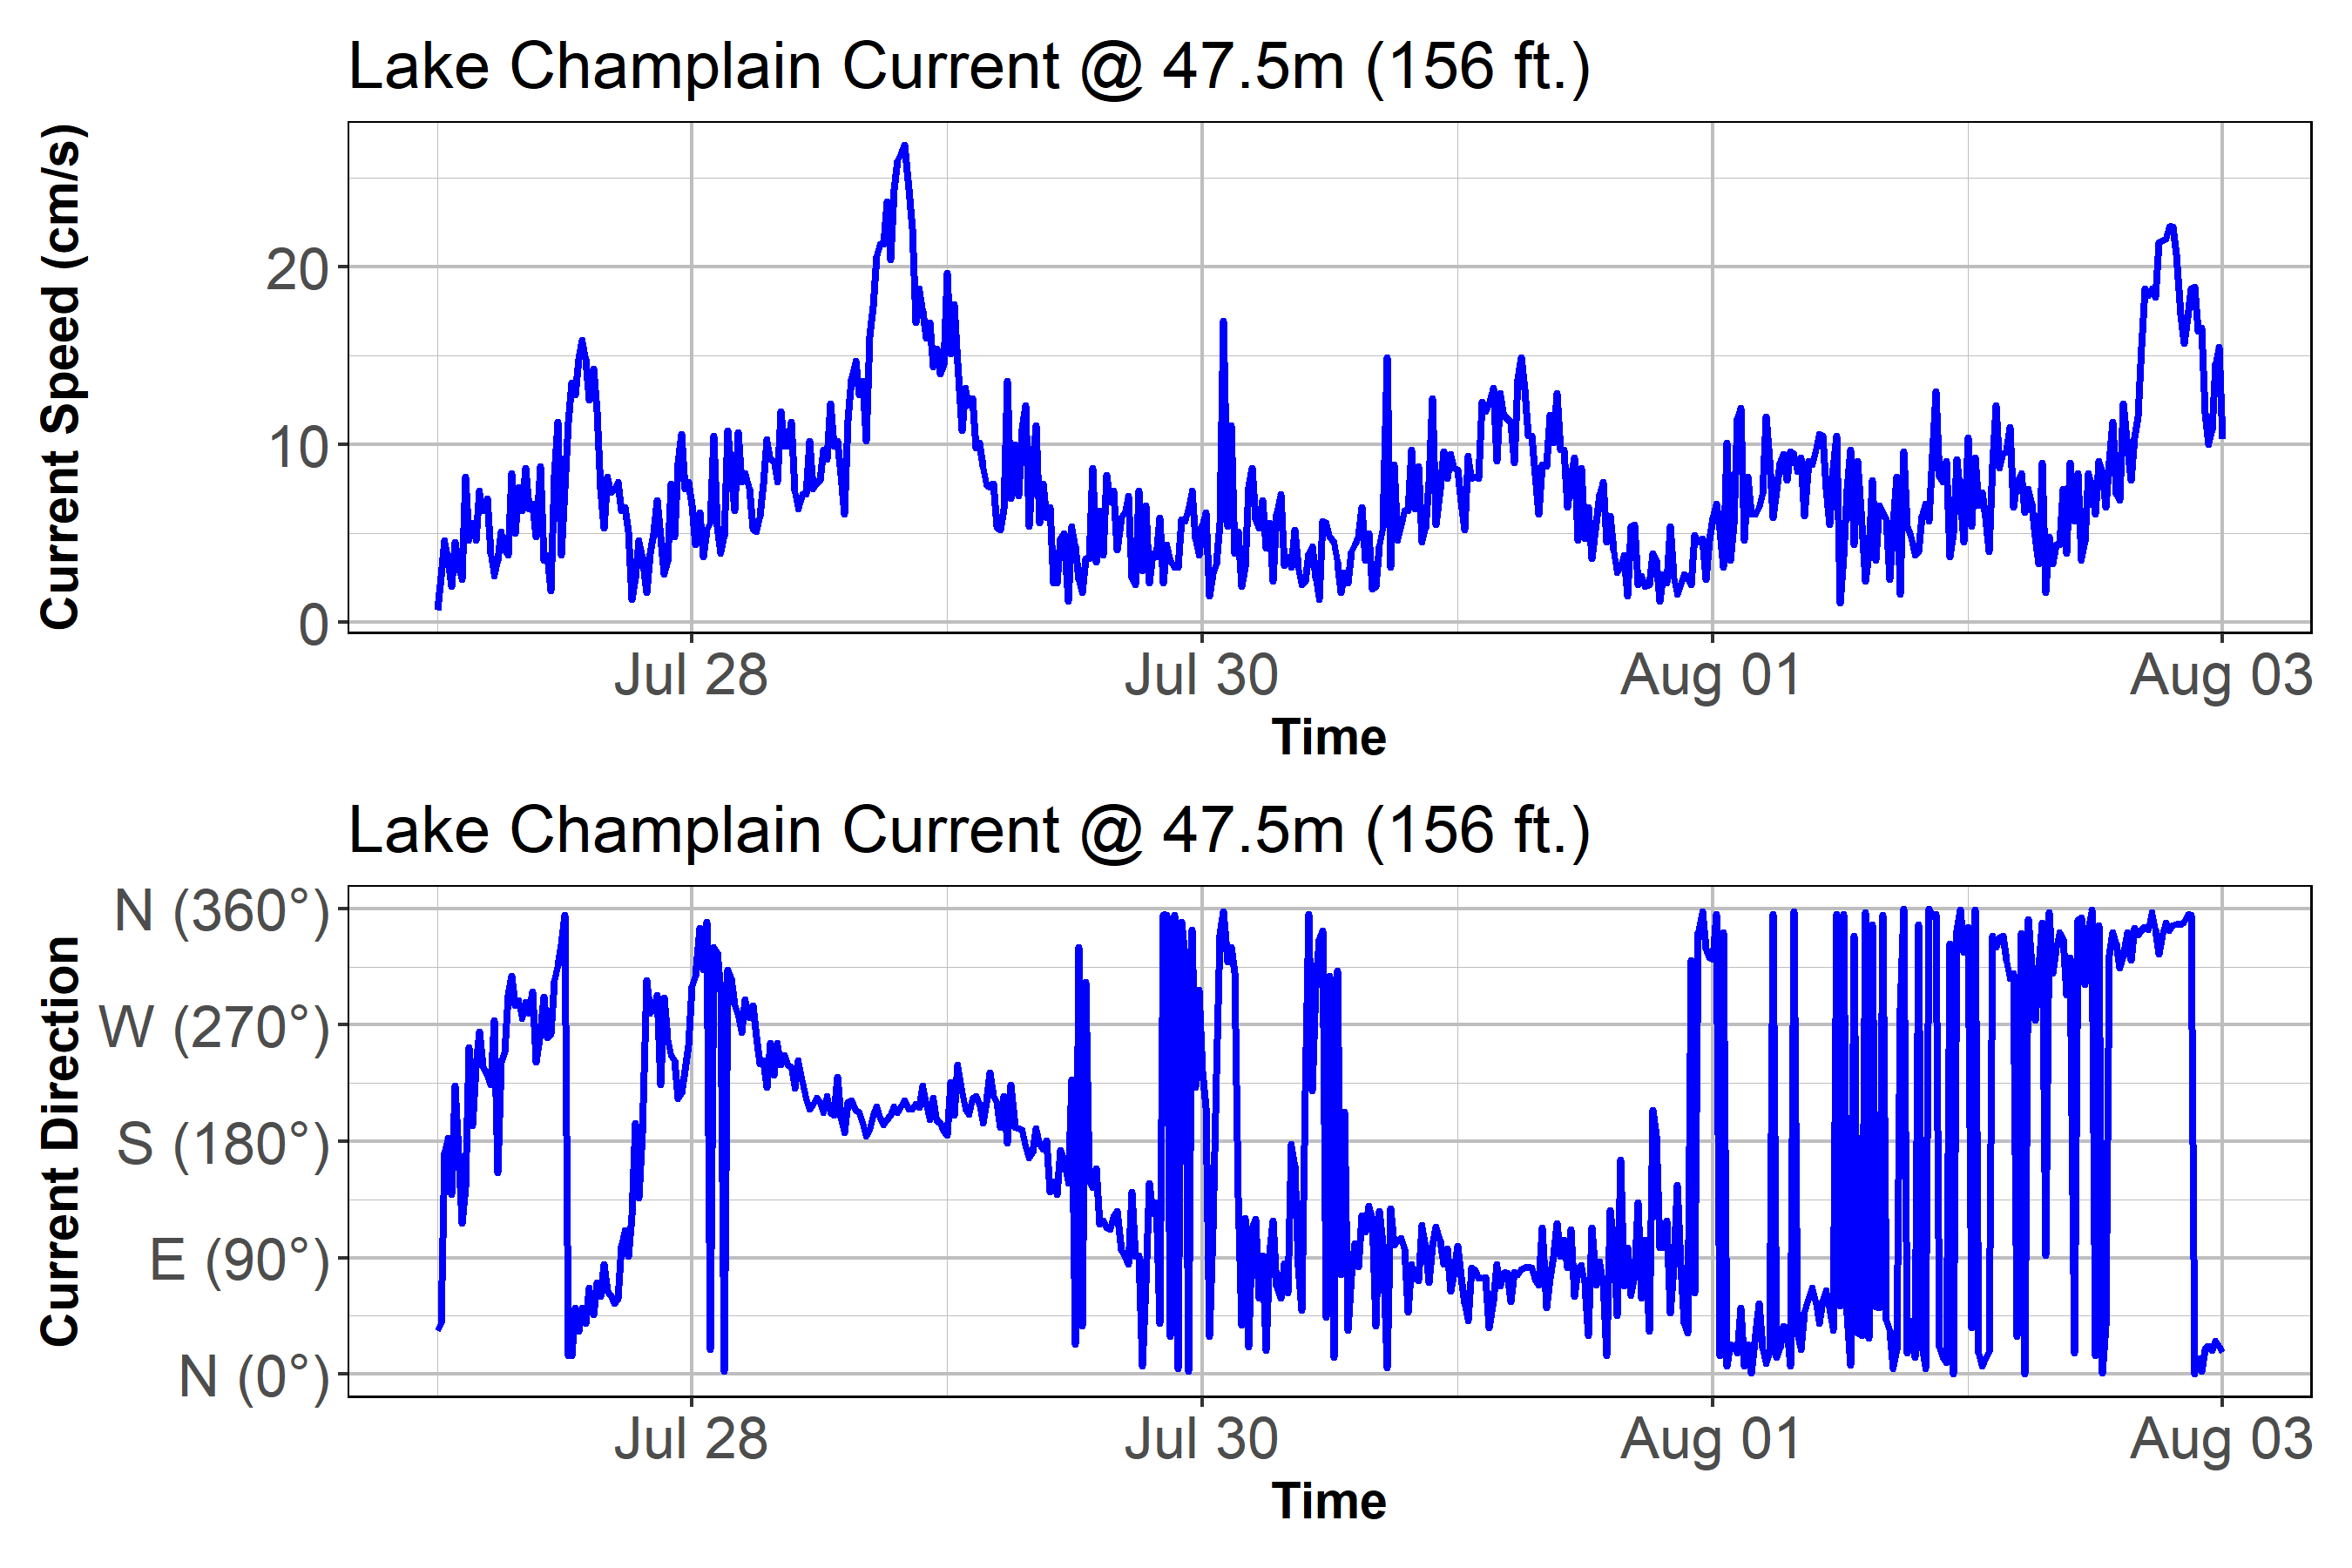 Lake Champlain Current @ 47.5m (156 ft.)
Current Speed (cm/s)
20
10
0
Jul 28 Jul 30 Aug 01 Aug 03
Time
Lake Champlain Current @ 47.5m (156 ft.)
Current Direction
N (360°)
W (270°)
S (180°)
E (90°)
N (0°)
Jul 28 Jul 30 Aug 01 Aug 03
Time